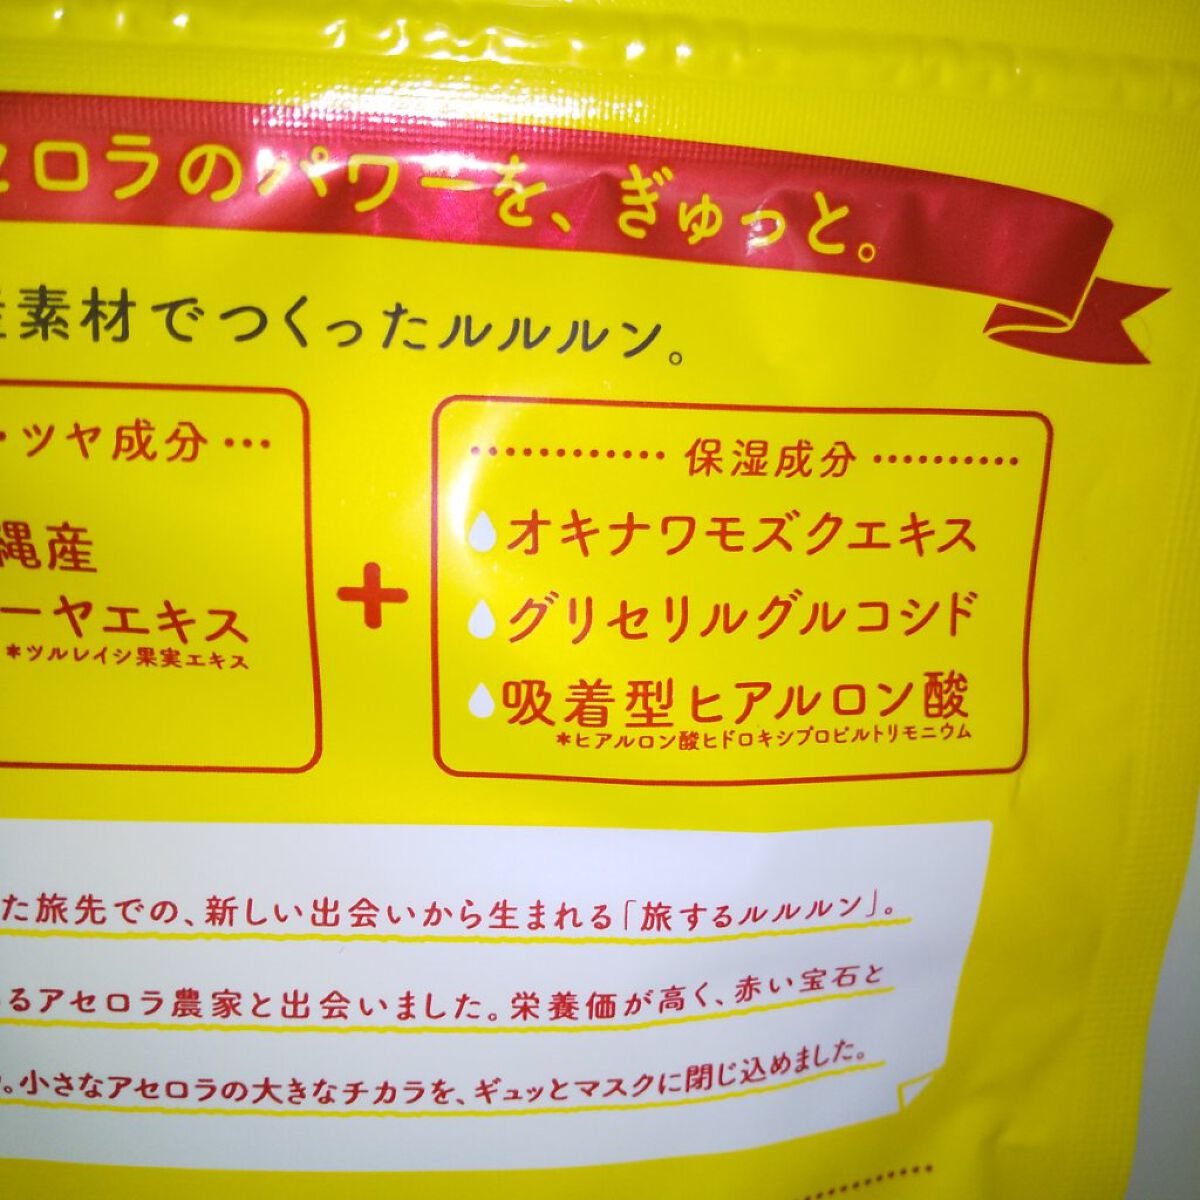 セロラのパワーを、ぎゅっと。
産素材でつくったルルルン。
・ツヤ成分
縄産
ーヤエキス
*ツルレイシ果実エキス
+
保湿成分
オキナワモズクエキス
グリセリルグルコシド
吸着型ヒアルロン酸
*ヒアルロン酸ヒドロキシプロピルトリモニウム
た旅先での、新しい出会いから生まれる「旅するルルルン」。
るアセロラ農家と出会いました。栄養価が高く、赤い宝石と
。小さなアセロラの大きなチカラを、ギュッとマスクに閉じ込めました。